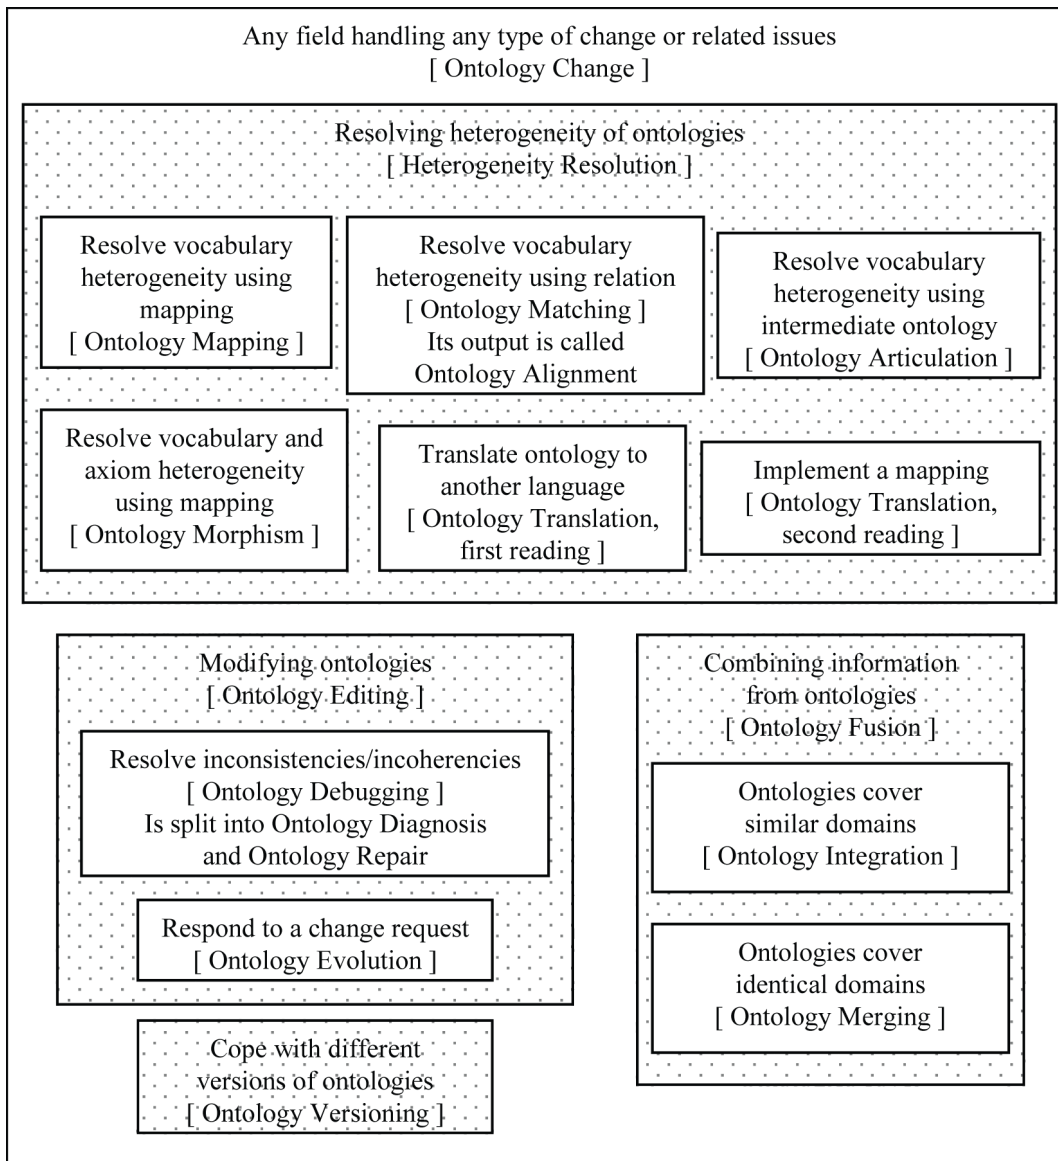 Any field handling any type of change or related issues
[ Ontology Change ]
Resolving heterogeneity of ontologies
[ Heterogeneity Resolution ]
Resolve vocabulary
heterogeneity using
mapping
[ Ontology Mapping ]
Resolve vocabulary
heterogeneity using relation
[ Ontology Matching ]
Its output is called
Ontology Alignment
Resolve vocabulary
heterogeneity using
intermediate ontology
[ Ontology Articulation ]
Resolve vocabulary and
axiom heterogeneity
using mapping
[ Ontology Morphism ]
Translate ontology to
another language
[ Ontology Translation,
first reading ]
Implement a mapping
[ Ontology Translation,
second reading ]
Modifying ontologies
[ Ontology Editing ]
Resolve inconsistencies/incoherencies
[ Ontology Debugging ]
Is split into Ontology Diagnosis
and Ontology Repair
Respond to a change request
[ Ontology Evolution ]
Cope with different
versions of ontologies
[ Ontology Versioning ]
Combining information
from ontologies
[ Ontology Fusion ]
Ontologies cover
similar domains
[ Ontology Integration ]
Ontologies cover
identical domains
[ Ontology Merging ]